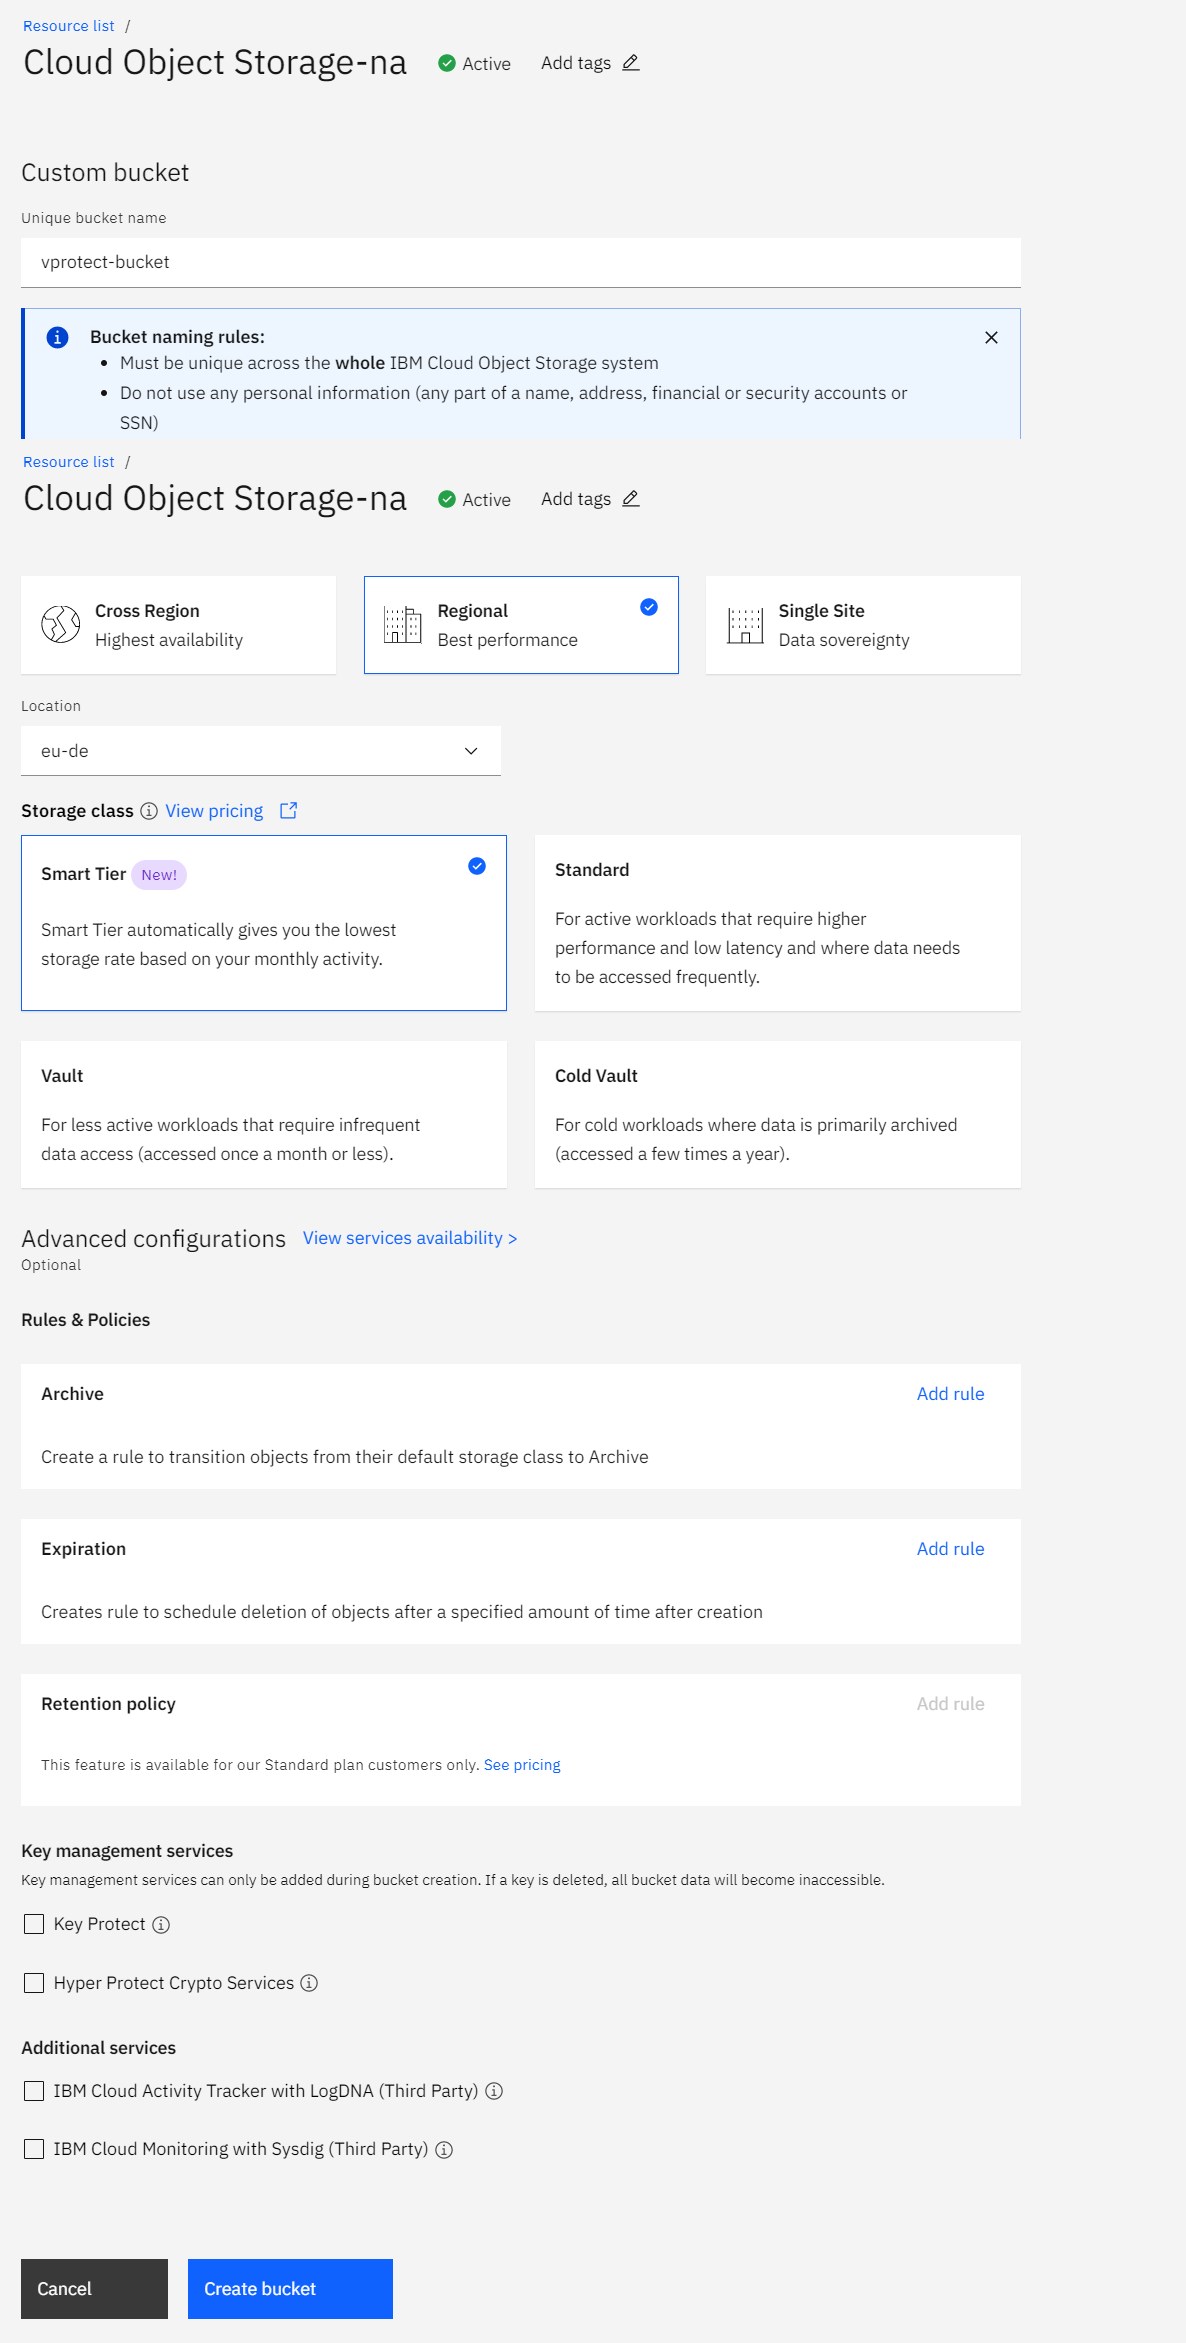 Resource list /
Cloud Object Storage-na Active Add tags
Custom bucket
Unique bucket name
vprotect-bucket
Bucket naming rules:
• Must be unique across the whole IBM Cloud Object Storage system
• Do not use any personal information (any part of a name, address, financial or security accounts or
SSN)
Resource list /
Cloud Object Storage-na Active Add tags
Cross Region
Highest availability
Regional
Best performance
Single Site
Data sovereignty
Location
eu-de
Storage class View pricing
Smart Tier New!
Smart Tier automatically gives you the lowest
storage rate based on your monthly activity.
Standard
For active workloads that require higher
performance and low latency and where data needs
to be accessed frequently.
Vault
For less active workloads that require infrequent
data access (accessed once a month or less).
Cold Vault
For cold workloads where data is primarily archived
(accessed a few times a year).
Advanced configurations View services availability >
Optional
Rules & Policies
Archive Add rule
Create a rule to transition objects from their default storage class to Archive
Expiration Add rule
Creates rule to schedule deletion of objects after a specified amount of time after creation
Retention policy Add rule
This feature is available for our Standard plan customers only. See pricing
Key management services
Key management services can only be added during bucket creation. If a key is deleted, all bucket data will become inaccessible.
Key Protect
Hyper Protect Crypto Services
Additional services
IBM Cloud Activity Tracker with LogDNA (Third Party)
IBM Cloud Monitoring with Sysdig (Third Party)
Cancel Create bucket